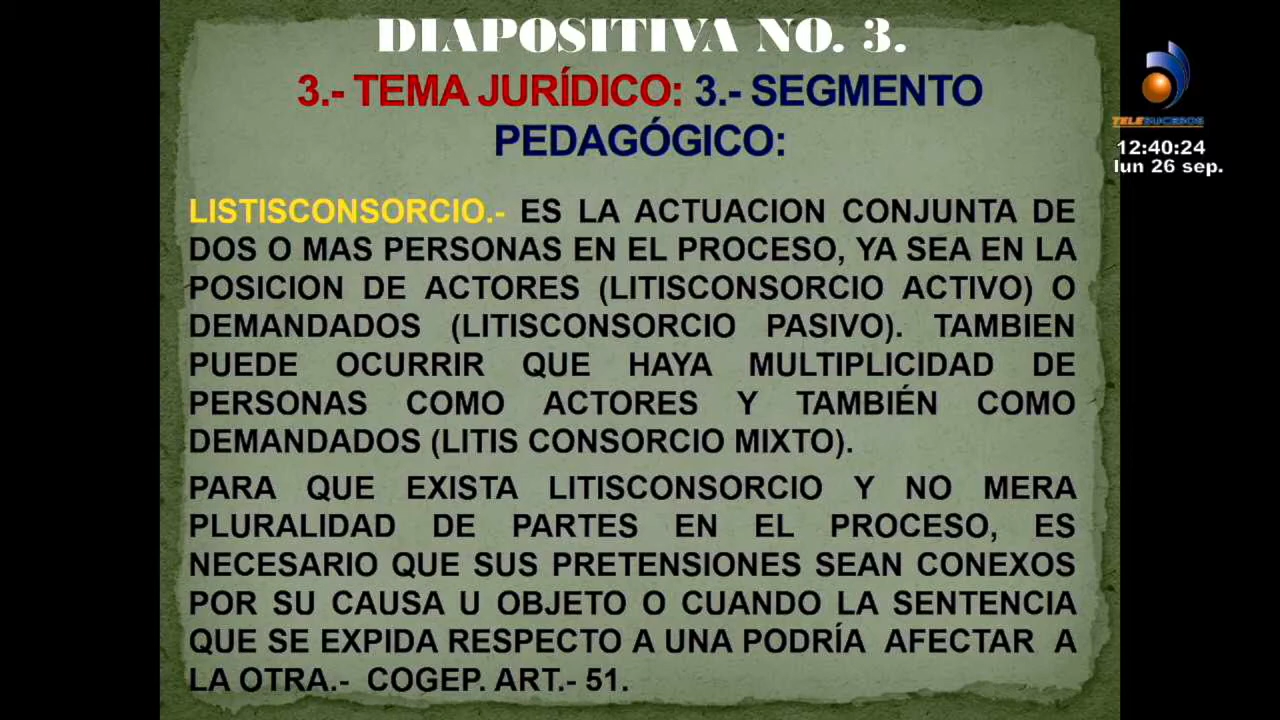 DIAPOSITIVA NO. 3.
3.- TEMA JURÍDICO: 3.- SEGMENTO
PEDAGÓGICO:
LISTISCONSORCIO.- ES LA ACTUACION CONJUNTA DE
DOS O MAS PERSONAS EN EL PROCESO, YA SEA EN LA
POSICION DE ACTORES (LITISCONSORCIO ACTIVO) O
DEMANDADOS (LITISCONSORCIO PASIVO). TAMBIEN
PUEDE OCURRIR QUE HAYA MULTIPLICIDAD DE
PERSONAS COMO ACTORES Y TAMBIÉN COMO
DEMANDADOS (LITIS CONSORCIO MIXTO).
PARA QUE EXISTA LITISCONSORCIO Y NO MERA
PLURALIDAD DE PARTES EN EL PROCESO, ES
NECESARIO QUE SUS PRETENSIONES SEAN CONEXOS
POR SU CAUSA U OBJETO O CUANDO LA SENTENCIA
QUE SE EXPIDA RESPECTO A UNA PODRÍA AFECTAR A
LA OTRA.- COGEP. ART.- 51.
TELESUCESOS
12:40:24
lun 26 sep.